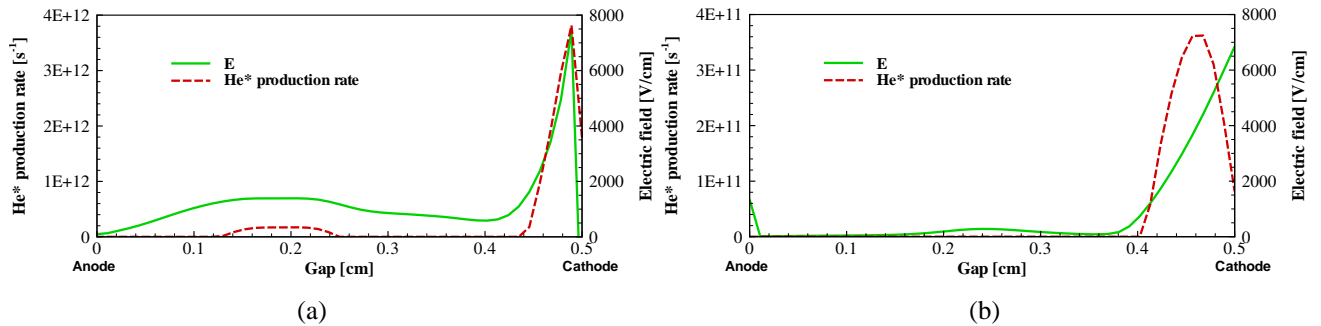 4E+12
3E+12
2E+12
1E+12
0
He* production rate [s⁻¹]
E
He* production rate
8000
6000
4000
2000
0
Electric field [V/cm]
0 0.1 0.2 0.3 0.4 0.5
Anode Gap [cm] Cathode
(a)
4E+11
3E+11
2E+11
1E+11
0
He* production rate [s⁻¹]
E
He* production rate
8000
6000
4000
2000
0
Electric field [V/cm]
0 0.1 0.2 0.3 0.4 0.5
Anode Gap [cm] Cathode
(b)